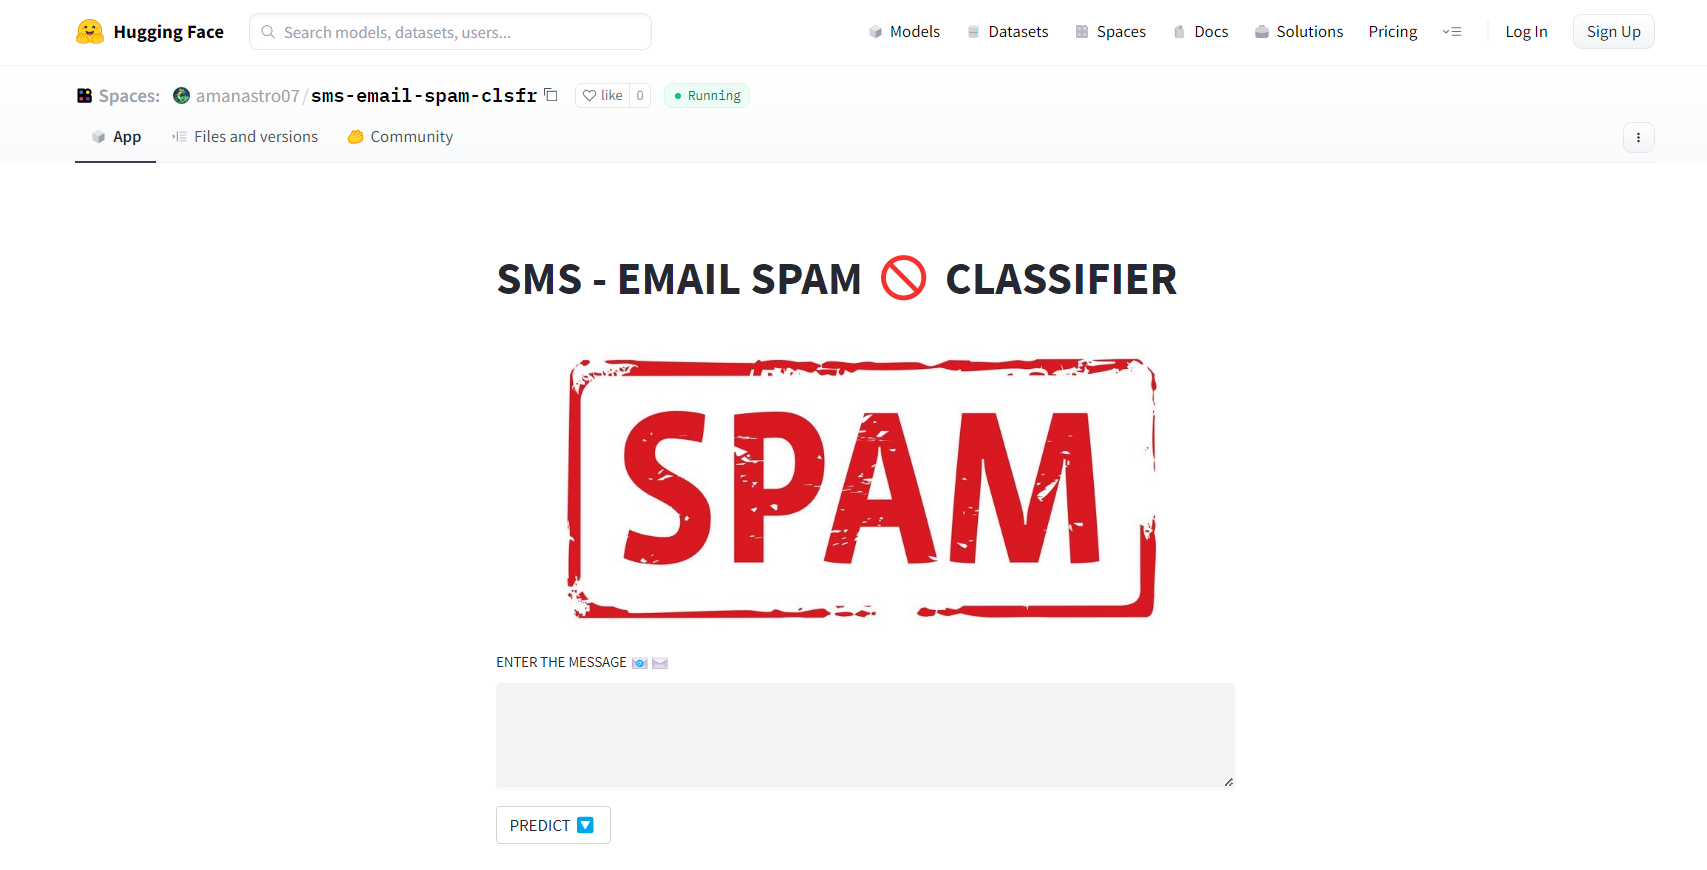 Hugging Face
Search models, datasets, users...
Models
Datasets
Spaces
Docs
Solutions
Pricing
Log In
Sign Up
Spaces:
amanastro07/sms-email-spam-clsfr
like 0
Running
App
Files and versions
Community
SMS - EMAIL SPAM 🚫 CLASSIFIER
SPAM
ENTER THE MESSAGE 📧 ✉️
PREDICT 🔽